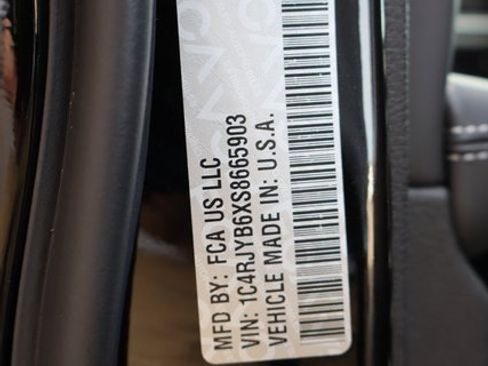 MFD BY: FCA US LLC
VIN: 1C4RJYB6XS8665903
VEHICLE MADE IN: U.S.A.